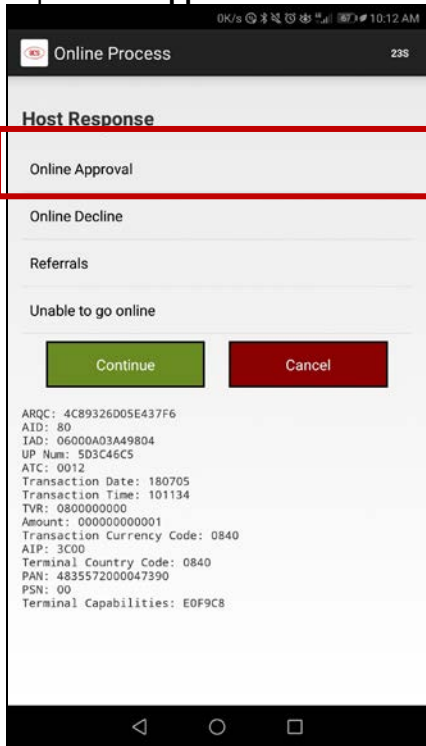 0K/s 67 10:12 AM
Online Process 23S
Host Response
Online Approval
Online Decline
Referrals
Unable to go online
Continue Cancel
ARQC: 4C89326D05E437F6
AID: 80
IAD: 06000A03A49804
UP Num: 5D3C46C5
ATC: 0012
Transaction Date: 180705
Transaction Time: 101134
TVR: 0800000000
Amount: 000000000001
Transaction Currency Code: 0840
AIP: 3C00
Terminal Country Code: 0840
PAN: 4835572000047390
PSN: 00
Terminal Capabilities: E0F9C8